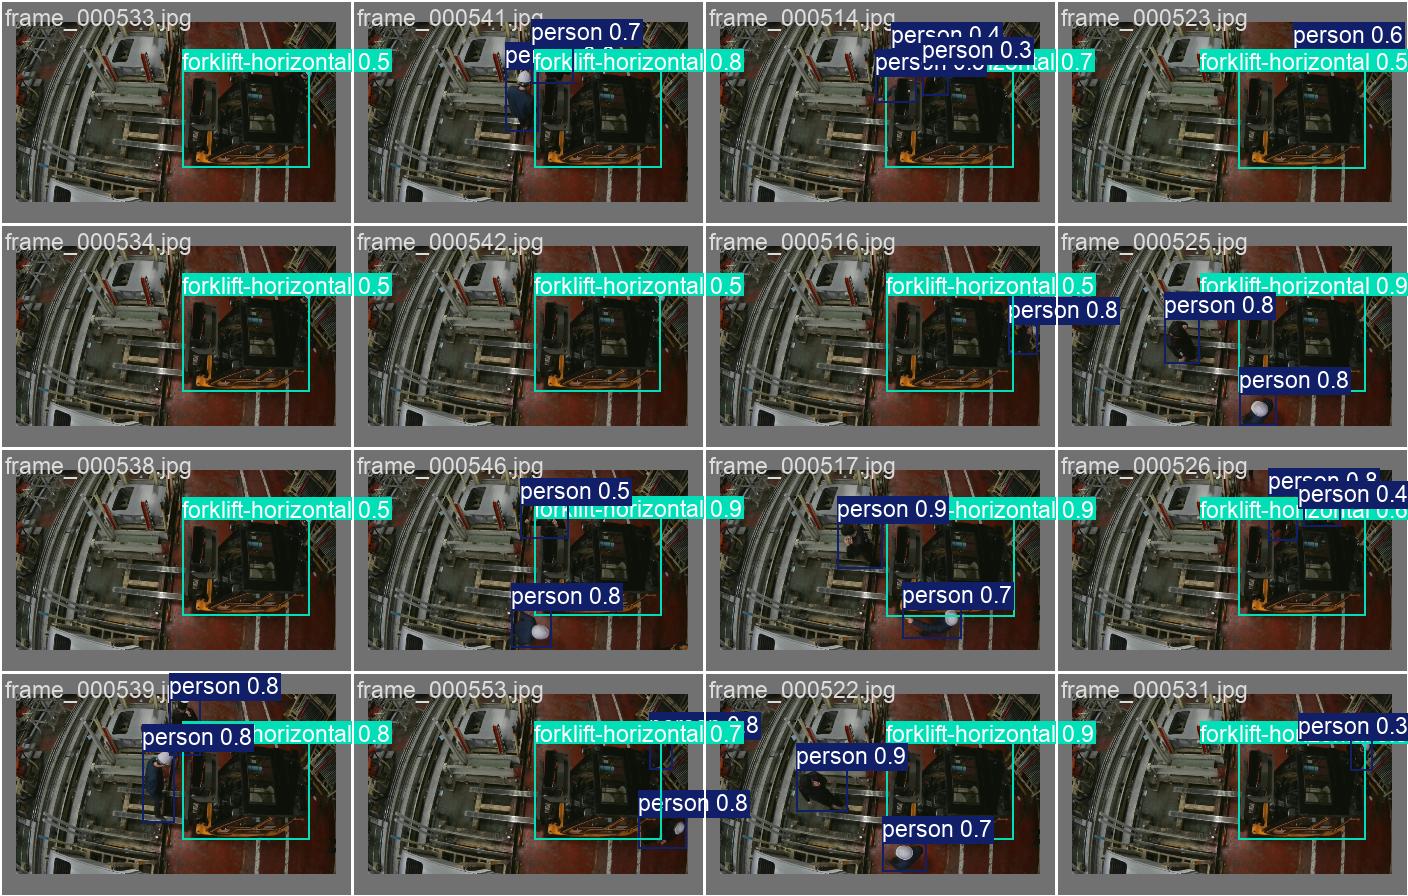 frame_000533.jpg
forklift-horizontal 0.5
frame_000541.jpg
person 0.7
forklift-horizontal 0.8
frame_000514.jpg
person 0.4
person 0.3
0.7
frame_000523.jpg
person 0.6
forklift-horizontal 0.5
frame_000534.jpg
forklift-horizontal 0.5
frame_000542.jpg
forklift-horizontal 0.5
frame_000516.jpg
forklift-horizontal 0.5
person 0.8
frame_000525.jpg
forklift-horizontal 0.9
person 0.8
person 0.8
frame_000538.jpg
forklift-horizontal 0.5
frame_000546.jpg
person 0.5
forklift-horizontal 0.9
person 0.8
frame_000517.jpg
person 0.9
-horizontal 0.9
person 0.7
frame_000526.jpg
person 0.8
person 0.4
forklift-horizontal 0.6
frame_000539.jpg
person 0.8
person 0.8
horizontal 0.8
frame_000553.jpg
person 0.8
forklift-horizontal 0.7
person 0.8
frame_000522.jpg
forklift-horizontal 0.9
person 0.9
person 0.7
frame_000531.jpg
person 0.3
forklift-ho